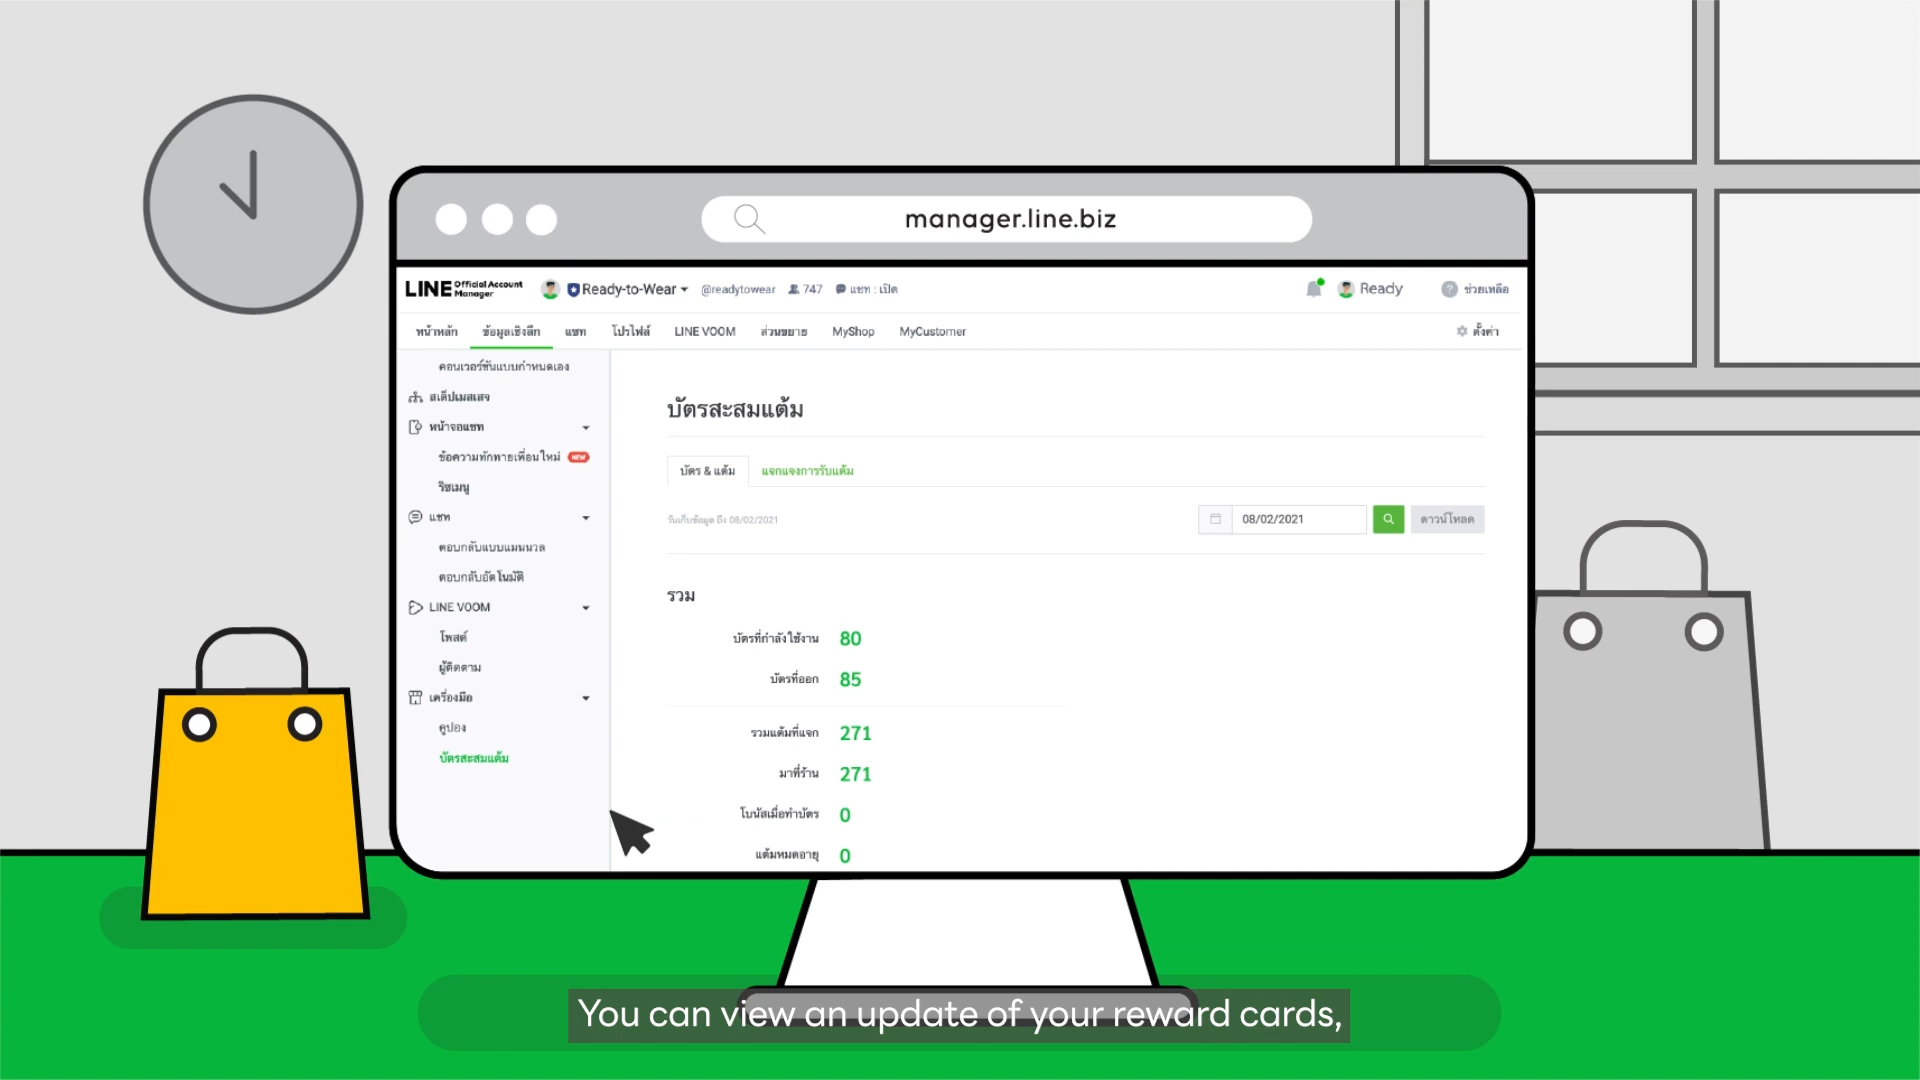 manager.line.biz
LINE Official Account Manager
Ready-to-Wear @readytowear 747 แชท : เปิด Ready ช่วยเหลือ
หน้าหลัก ข้อมูลเชิงลึก แชท โปรไฟล์ LINE VOOM ส่วนขยาย MyShop MyCustomer ตั้งค่า
คอนเวอร์ชันแบบกำหนดเอง
สเต็ปเมสเสจ
หน้าจอแชท
ข้อความทักทายเพื่อนใหม่ NEW
ริชเมนู
แชท
ตอบกลับแบบแมนนวล
ตอบกลับอัตโนมัติ
LINE VOOM
โพสต์
ผู้ติดตาม
เครื่องมือ
คูปอง
บัตรสะสมแต้ม
บัตรสะสมแต้ม
บัตร & แต้ม แจกแจงการรับแต้ม
วันเก็บข้อมูล ถึง 08/02/2021 08/02/2021 ดาวน์โหลด
รวม
บัตรที่กำลังใช้งาน 80
บัตรที่ออก 85
รวมแต้มที่แจก 271
มาที่ร้าน 271
โบนัสเมื่อทำบัตร 0
แต้มหมดอายุ 0
You can view an update of your reward cards,